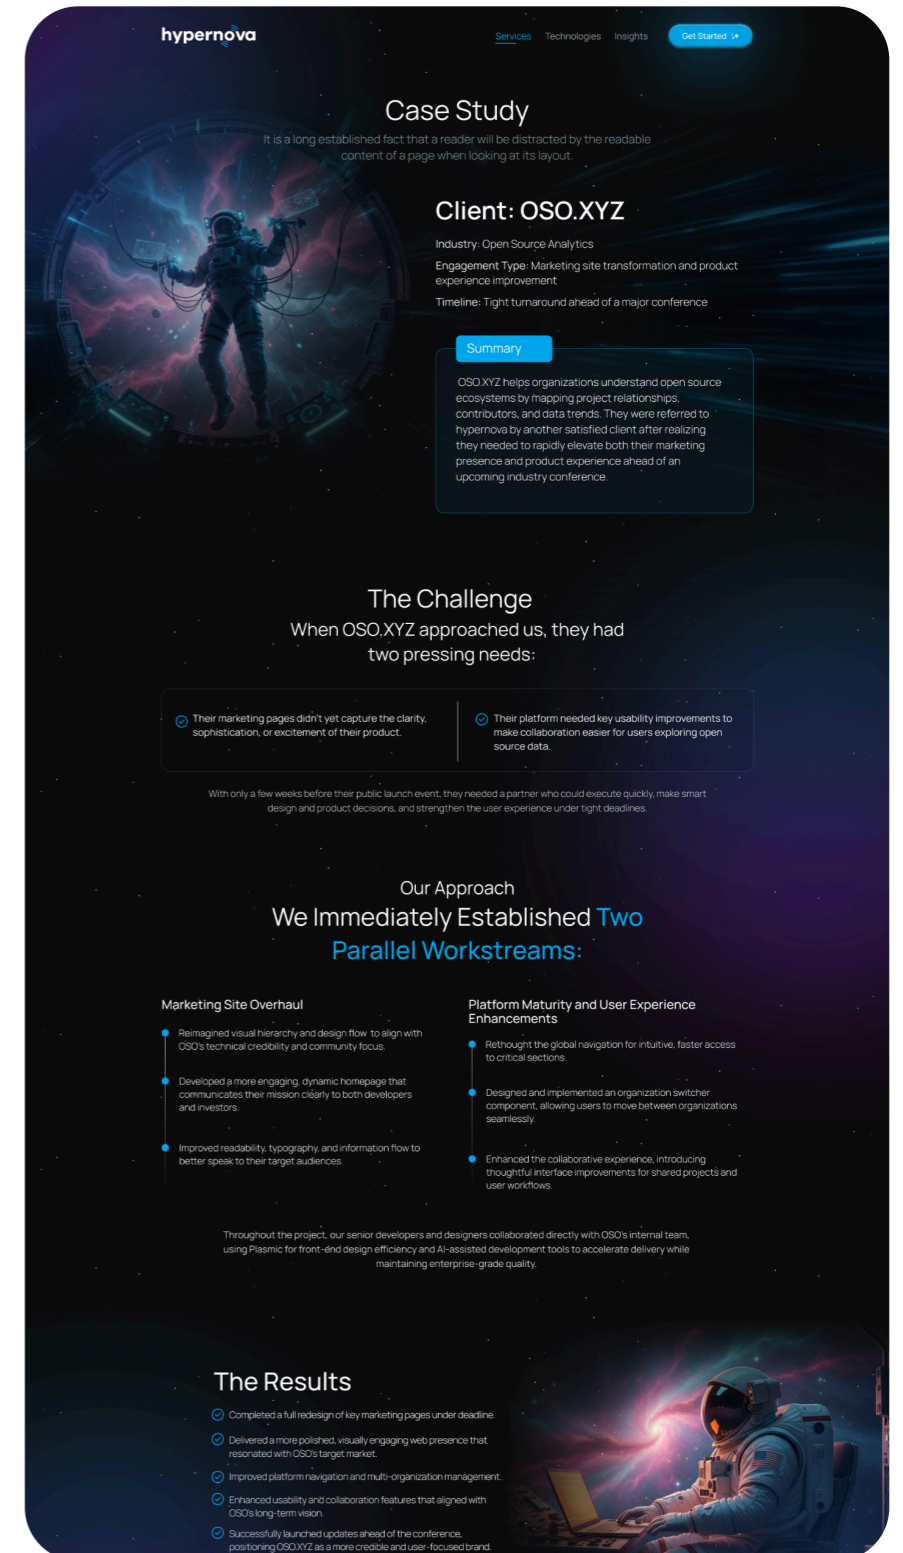 hypernova
Services Technologies Insights Get Started
Case Study
It is a long established fact that a reader will be distracted by the readable
content of a page when looking at its layout.
Client: OSO.XYZ
Industry: Open Source Analytics
Engagement Type: Marketing site transformation and product
experience improvement
Timeline: Tight turnaround ahead of a major conference
Summary
OSO.XYZ helps organizations understand open source
ecosystems by mapping project relationships,
contributors, and data trends. They were referred to
hypernova by another satisfied client after realizing
they needed to rapidly elevate both their marketing
presence and product experience ahead of an
upcoming industry conference.
The Challenge
When OSO.XYZ approached us, they had
two pressing needs:
Their marketing pages didn't yet capture the clarity,
sophistication, or excitement of their product.
Their platform needed key usability improvements to
make collaboration easier for users exploring open
source data.
With only a few weeks before their public launch event, they needed a partner who could execute quickly, make smart
design and product decisions, and strengthen the user experience under tight deadlines.
Our Approach
We Immediately Established Two
Parallel Workstreams:
Marketing Site Overhaul
Reimagined visual hierarchy and design flow to align with
OSO's technical credibility and community focus.
Developed a more engaging, dynamic homepage that
communicates their mission clearly to both developers
and investors.
Improved readability, typography, and information flow to
better speak to their target audiences.
Platform Maturity and User Experience
Enhancements
Rethought the global navigation for intuitive, faster access
to critical sections.
Designed and implemented an organization switcher
component, allowing users to move between organizations
seamlessly.
Enhanced the collaborative experience, introducing
thoughtful interface improvements for shared projects and
user workflows.
Throughout the project, our senior developers and designers collaborated directly with OSO's internal team,
using Plasmic for front-end design efficiency and AI-assisted development tools to accelerate delivery while
maintaining enterprise-grade quality.
The Results
Completed a full redesign of key marketing pages under deadline.
Delivered a more polished, visually engaging web presence that
resonated with OSO's target market.
Improved platform navigation and multi-organization management.
Enhanced usability and collaboration features that aligned with
OSO's long-term vision.
Successfully launched updates ahead of the conference,
positioning OSO.XYZ as a more credible and user-focused brand.